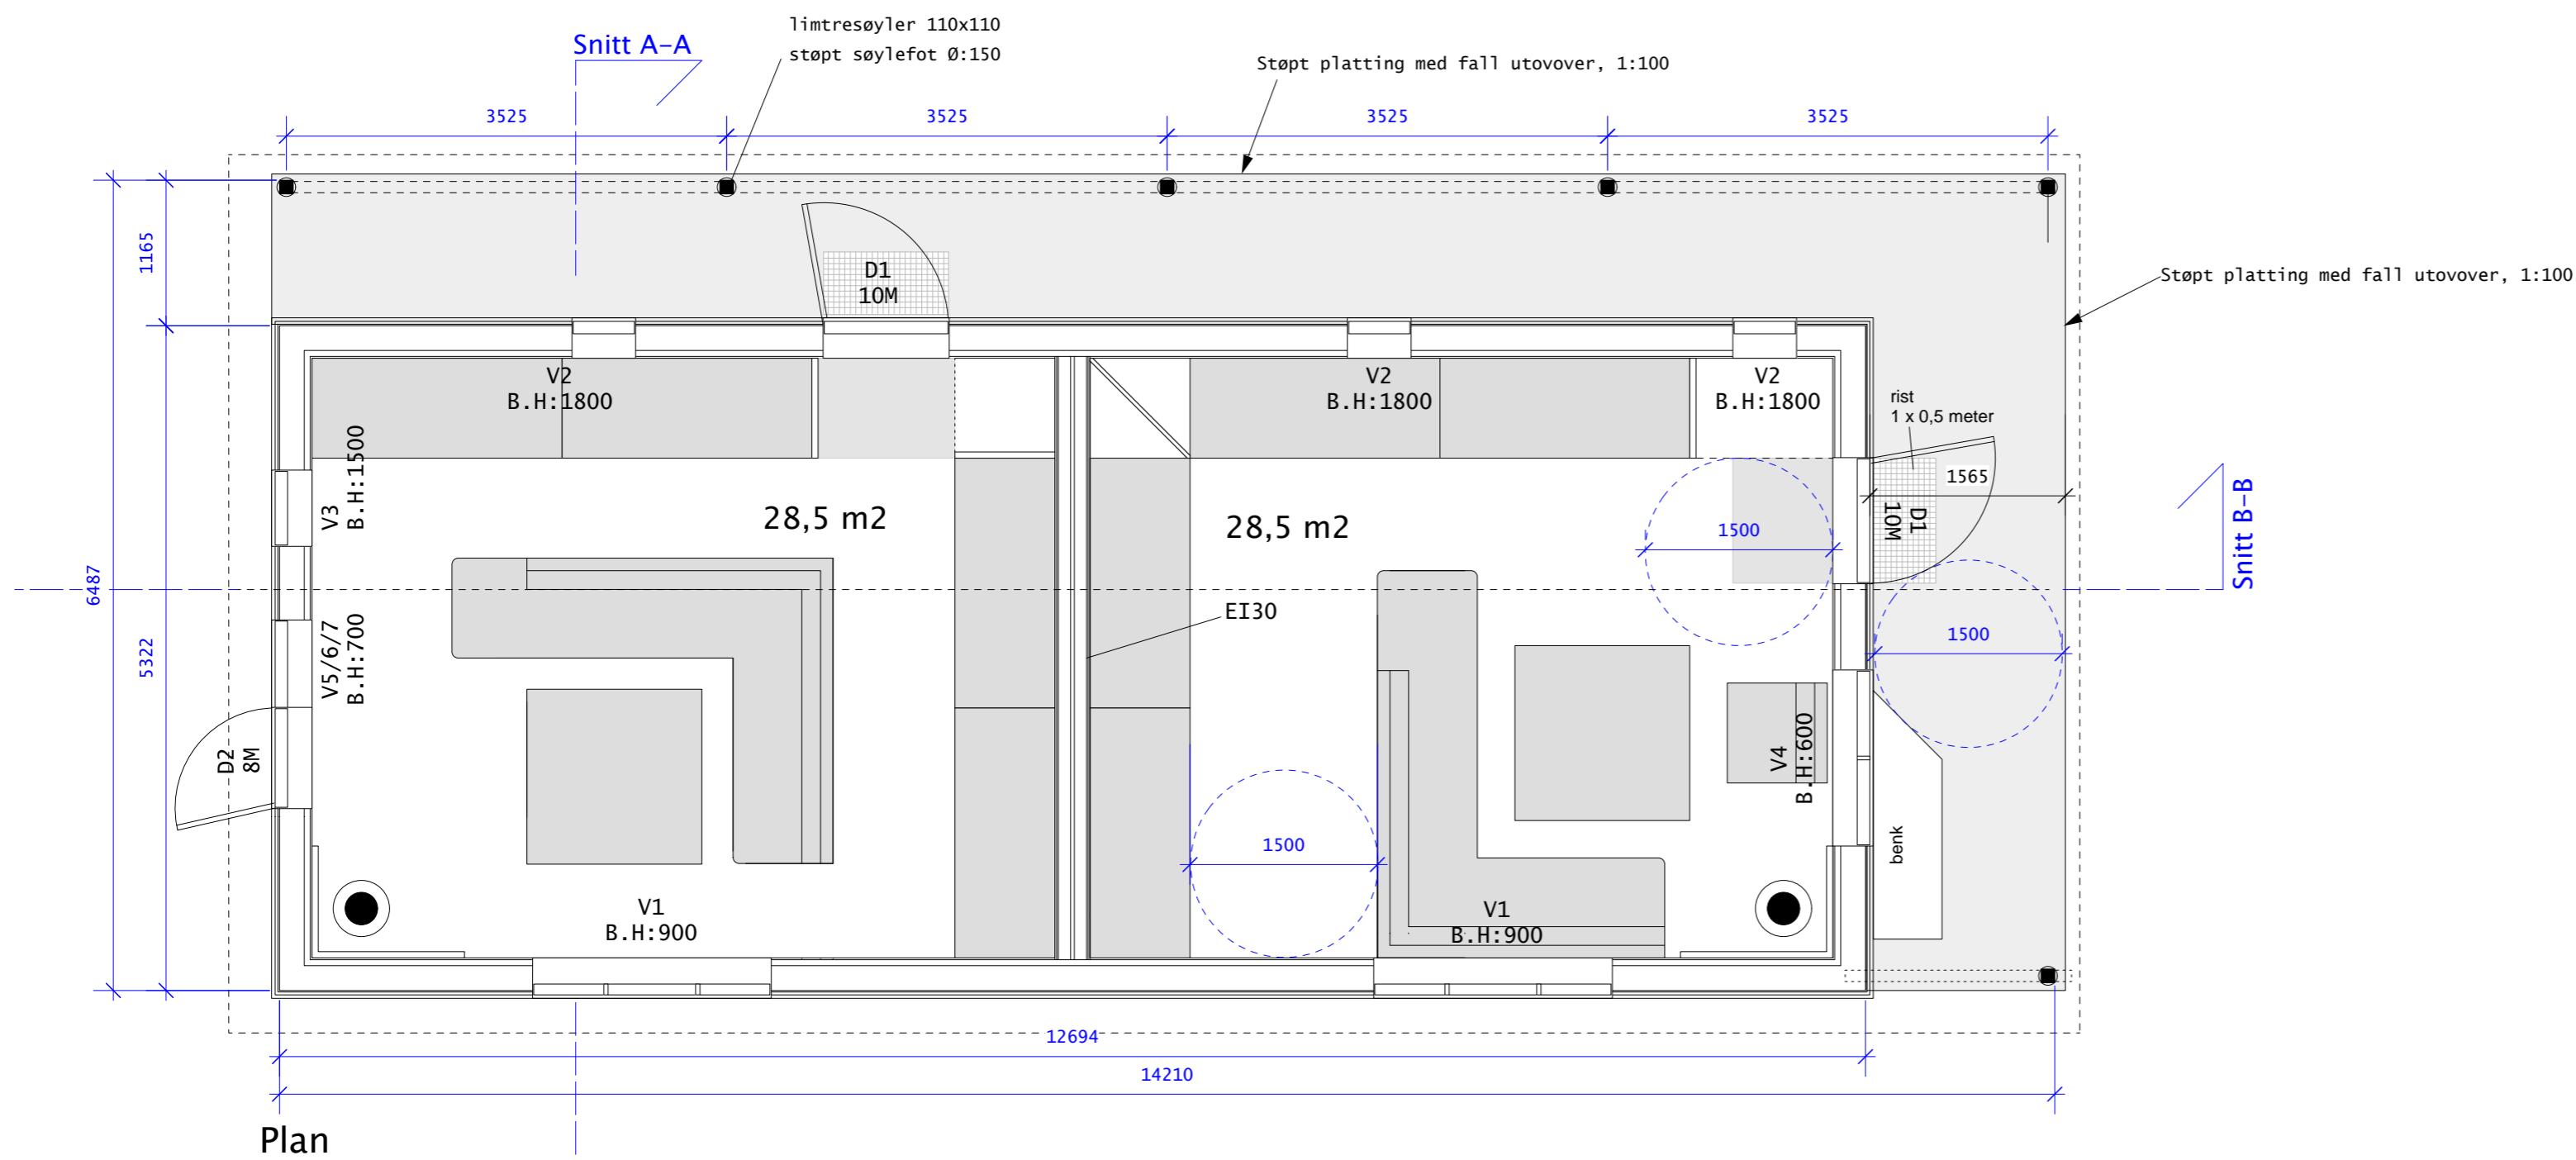 limtresøyler 110x110
støpt søylefot Ø:150
Snitt A-A
Støpt platting med fall utovover, 1:100
3525
3525
3525
3525
Støpt platting med fall utovover, 1:100
1165
6487
5322
D1
10M
V2
B.H:1800
V2
B.H:1800
V2
B.H:1800
rist
1 x 0,5 meter
1565
D1
10M
V3
B.H:1500
28,5 m2
28,5 m2
1500
Snitt B-B
EI30
V5/6/7
B.H:700
1500
D2
8M
V4
B.H:600
1500
benk
V1
B.H:900
V1
B.H:900
12694
14210
Plan